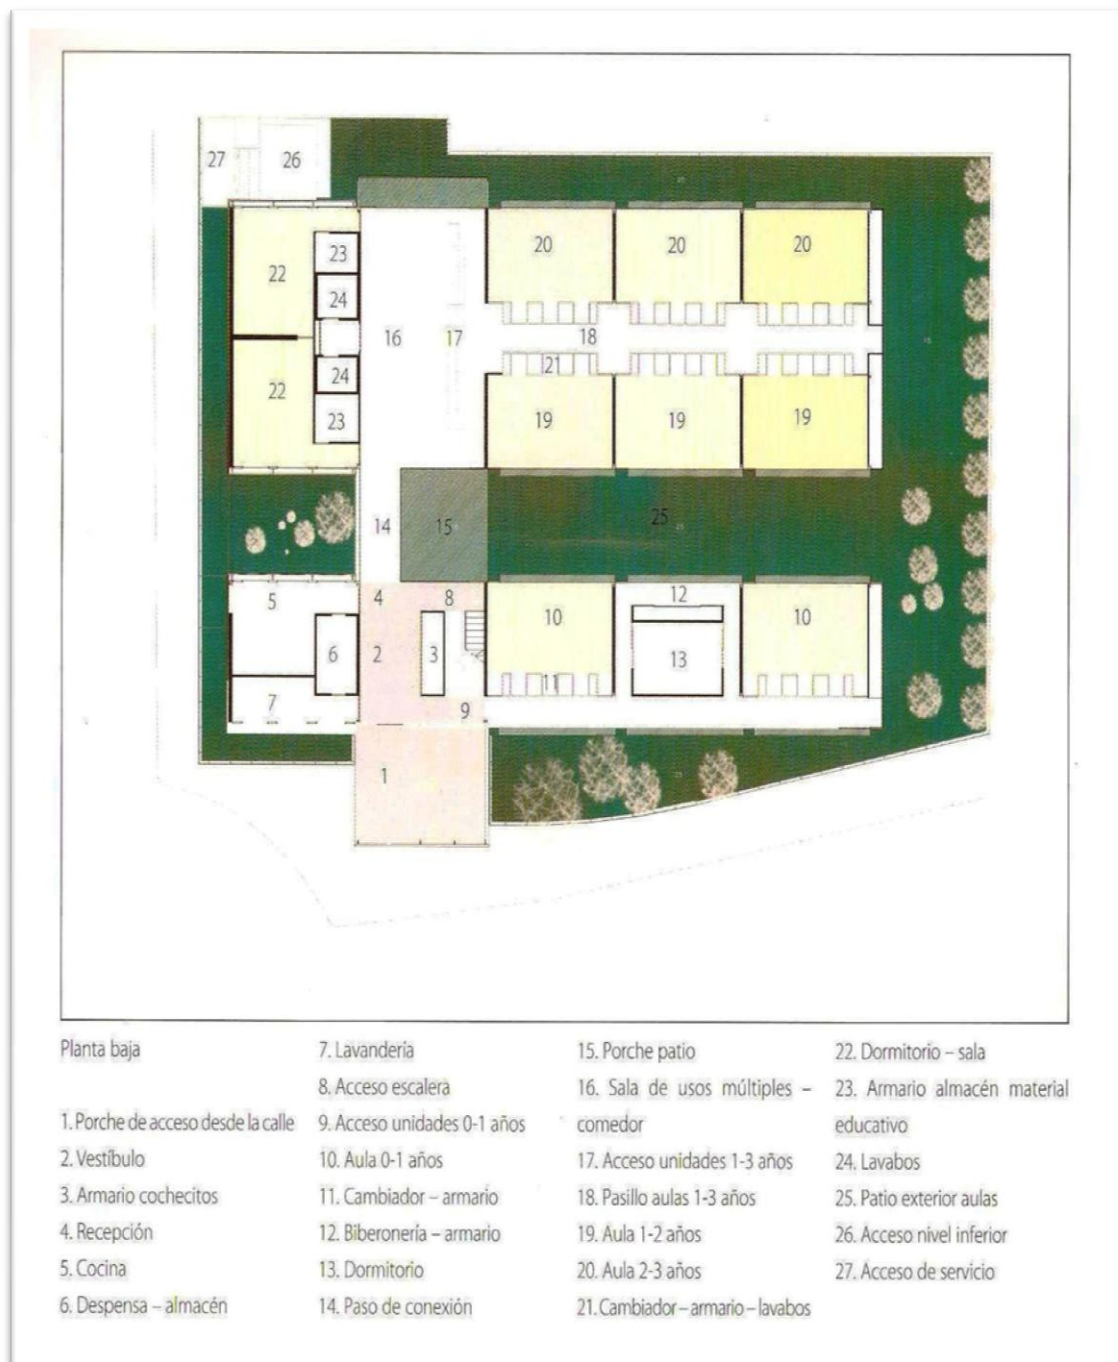 27
26
22
23
24
24
22
23
16
17
18
20
20
20
21
19
19
19
14
15
25
5
6
7
4
8
2
3
9
10
11
12
13
10
1
Planta baja
1. Porche de acceso desde la calle
2. Vestíbulo
3. Armario cochecitos
4. Recepción
5. Cocina
6. Despensa – almacén
7. Lavandería
8. Acceso escalera
9. Acceso unidades 0-1 años
10. Aula 0-1 años
11. Cambiador – armario
12. Biberonería – armario
13. Dormitorio
14. Paso de conexión
15. Porche patio
16. Sala de usos múltiples –
comedor
17. Acceso unidades 1-3 años
18. Pasillo aulas 1-3 años
19. Aula 1-2 años
20. Aula 2-3 años
21. Cambiador – armario – lavabos
22. Dormitorio – sala
23. Armario almacén material
educativo
24. Lavabos
25. Patio exterior aulas
26. Acceso nivel inferior
27. Acceso de servicio